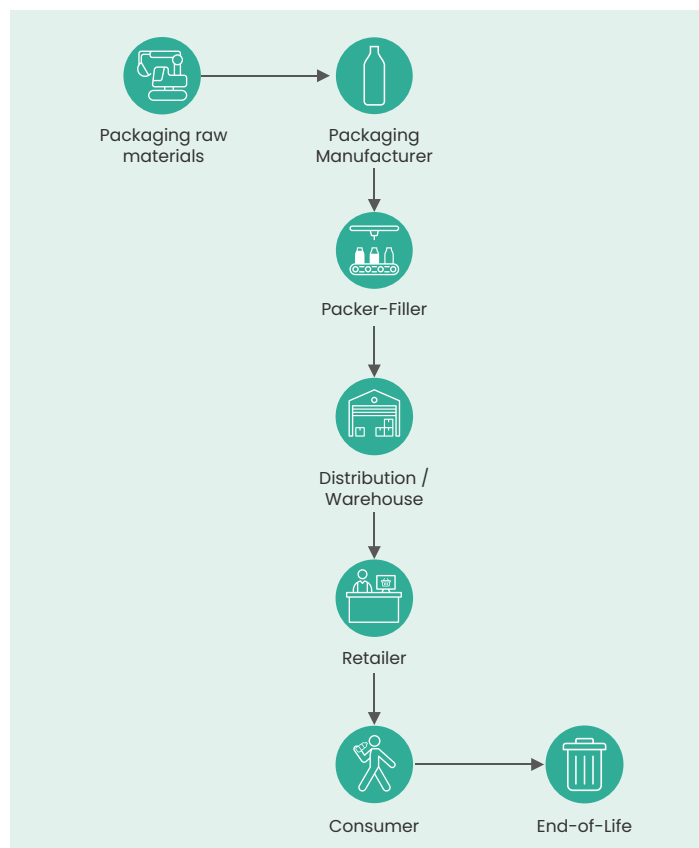 Packaging raw
materials
Packaging
Manufacturer
Packer-Filler
Distribution /
Warehouse
Retailer
Consumer
End-of-Life